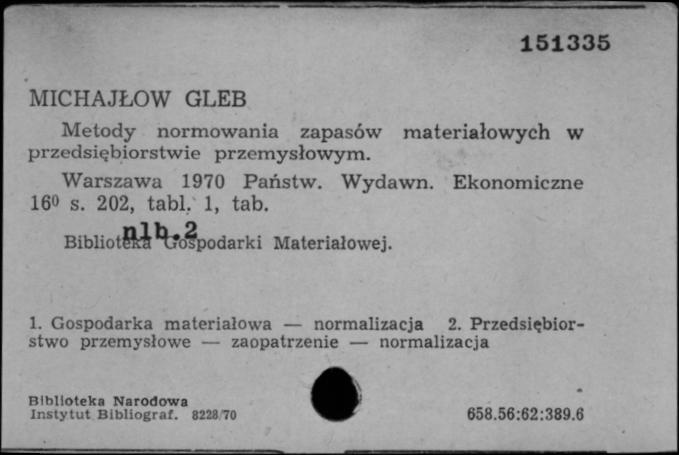 151335
MICHAJŁOW GLEB
Metody normowania zapasów materiałowych w
przedsiębiorstwie przemysłowym.
Warszawa 1970 Państw. Wydawn. Ekonomiczne
16⁰ s. 202, tabl. 1, tab.
nlb.2
Biblioteka Gospodarki Materiałowej.
1. Gospodarka materiałowa — normalizacja 2. Przedsiębior-
stwo przemysłowe — zaopatrzenie — normalizacja
Biblioteka Narodowa
Instytut Bibliograf. 8228/70
658.56:62:389.6